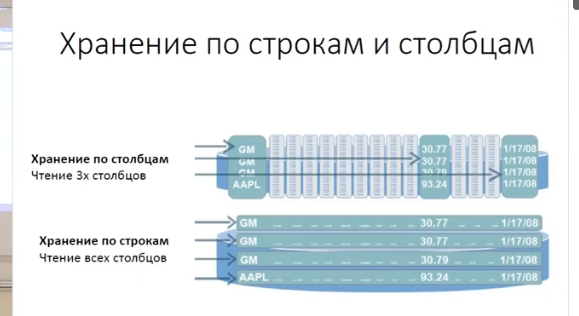 Хранение по строкам и столбцам
Хранение по столбцам
Чтение 3х столбцов
GM 30.77 1/17/08
GM 30.77 1/17/08
GM 30.79 1/17/08
AAPL 93.24 1/17/08
Хранение по строкам
Чтение всех столбцов
GM 30.77 1/17/08
GM 30.77 1/17/08
GM 30.79 1/17/08
AAPL 93.24 1/17/08